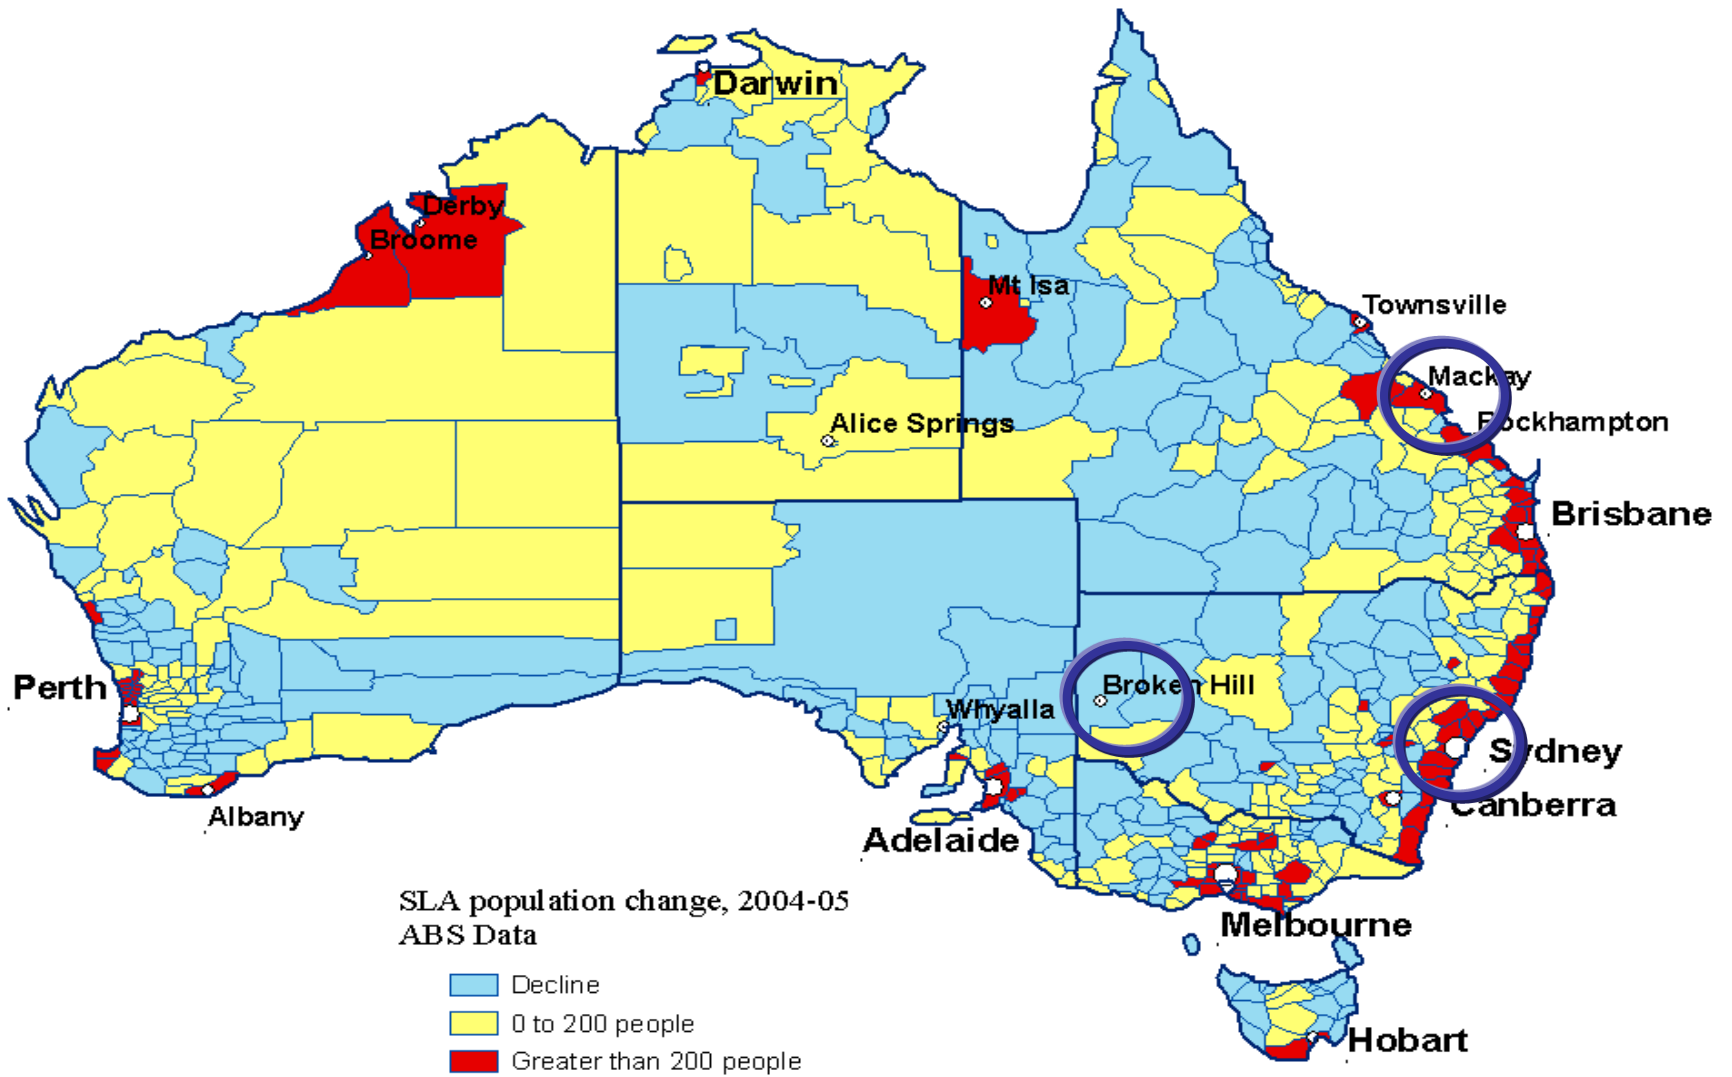 Darwin
Derby
Broome
Mt Isa
Townsville
Mackay
Rockhampton
Alice Springs
Brisbane
Perth
Broken Hill
Whyalla
Sydney
Canberra
Albany
Adelaide
SLA population change, 2004-05
ABS Data
Melbourne
Decline
0 to 200 people
Hobart
Greater than 200 people